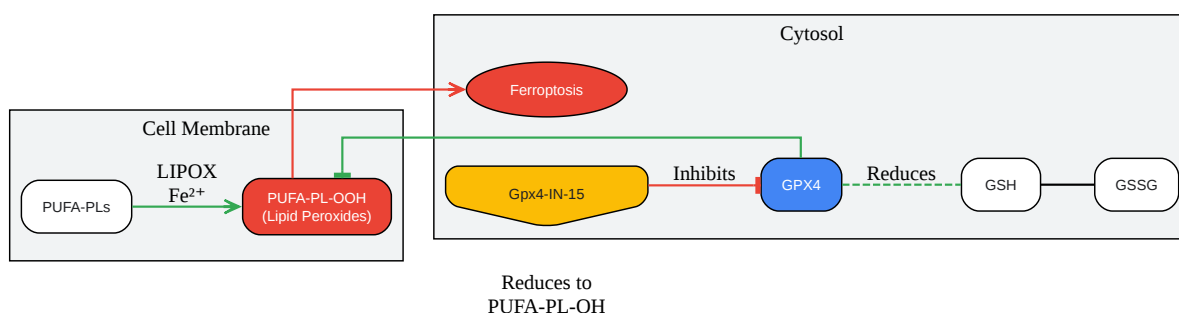 Cytosol
Ferroptosis
Cell Membrane
LIPOX
Fe²⁺
PUFA-PLs
PUFA-PL-OOH
(Lipid Peroxides)
Gpx4-IN-15
Inhibits
GPX4
Reduces
GSH
GSSG
Reduces to
PUFA-PL-OH